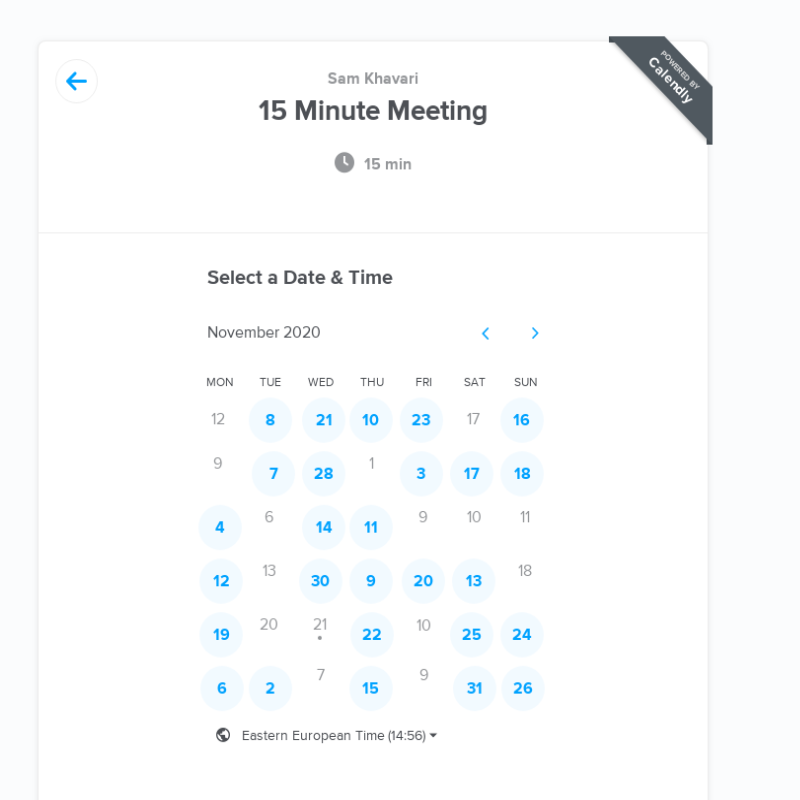 POWERED BY
Calendly
Sam Khavari
15 Minute Meeting
15 min
Select a Date & Time
November 2020
MON TUE WED THU FRI SAT SUN
12 8 21 10 23 17 16
9 7 28 1 3 17 18
4 6 14 11 9 10 11
12 13 30 9 20 13 18
19 20 21 22 10 25 24
6 2 7 15 9 31 26
Eastern European Time (14:56)